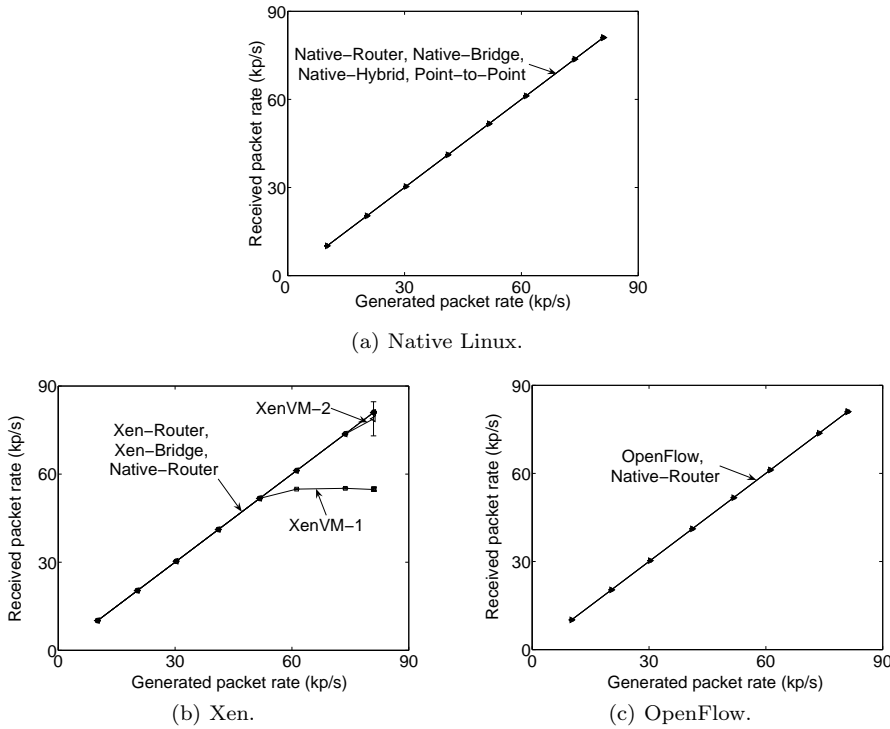 90
60
30
0
Received packet rate (kp/s)
Native-Router, Native-Bridge,
Native-Hybrid, Point-to-Point
0 30 60 90
Generated packet rate (kp/s)
(a) Native Linux.
90
60
30
0
Received packet rate (kp/s)
XenVM-2
Xen-Router,
Xen-Bridge,
Native-Router
XenVM-1
0 30 60 90
Generated packet rate (kp/s)
(b) Xen.
90
60
30
0
Received packet rate (kp/s)
OpenFlow,
Native-Router
0 30 60 90
Generated packet rate (kp/s)
(c) OpenFlow.